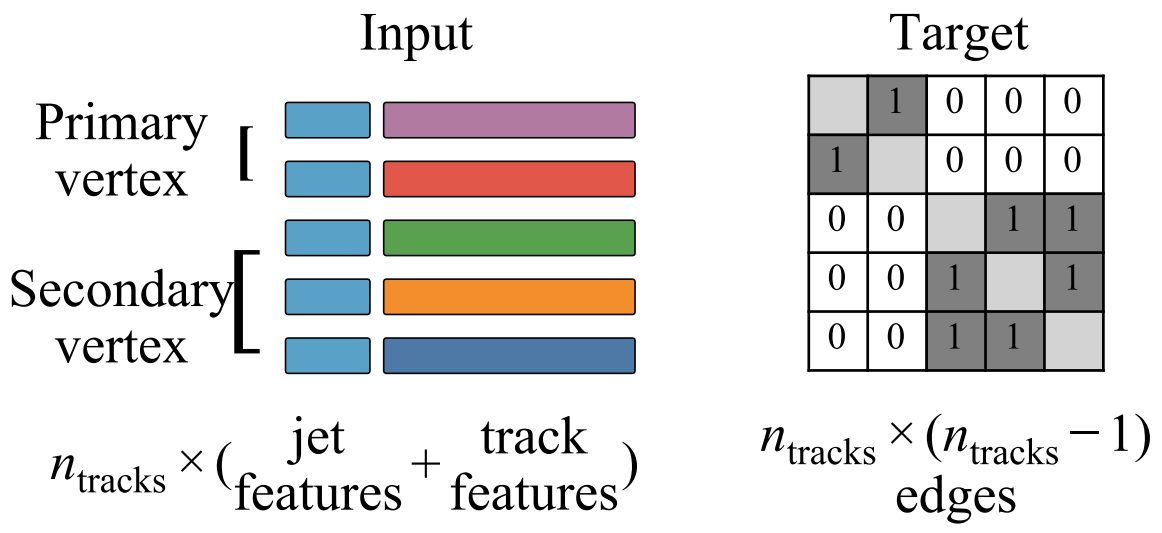 Input
Target
Primary
vertex
Secondary
vertex
1 0 0 0
1 0 0 0
0 0 1 1
0 0 1 1
0 0 1 1
n_tracks × (jet features + track features)
n_tracks × (n_tracks − 1)
edges